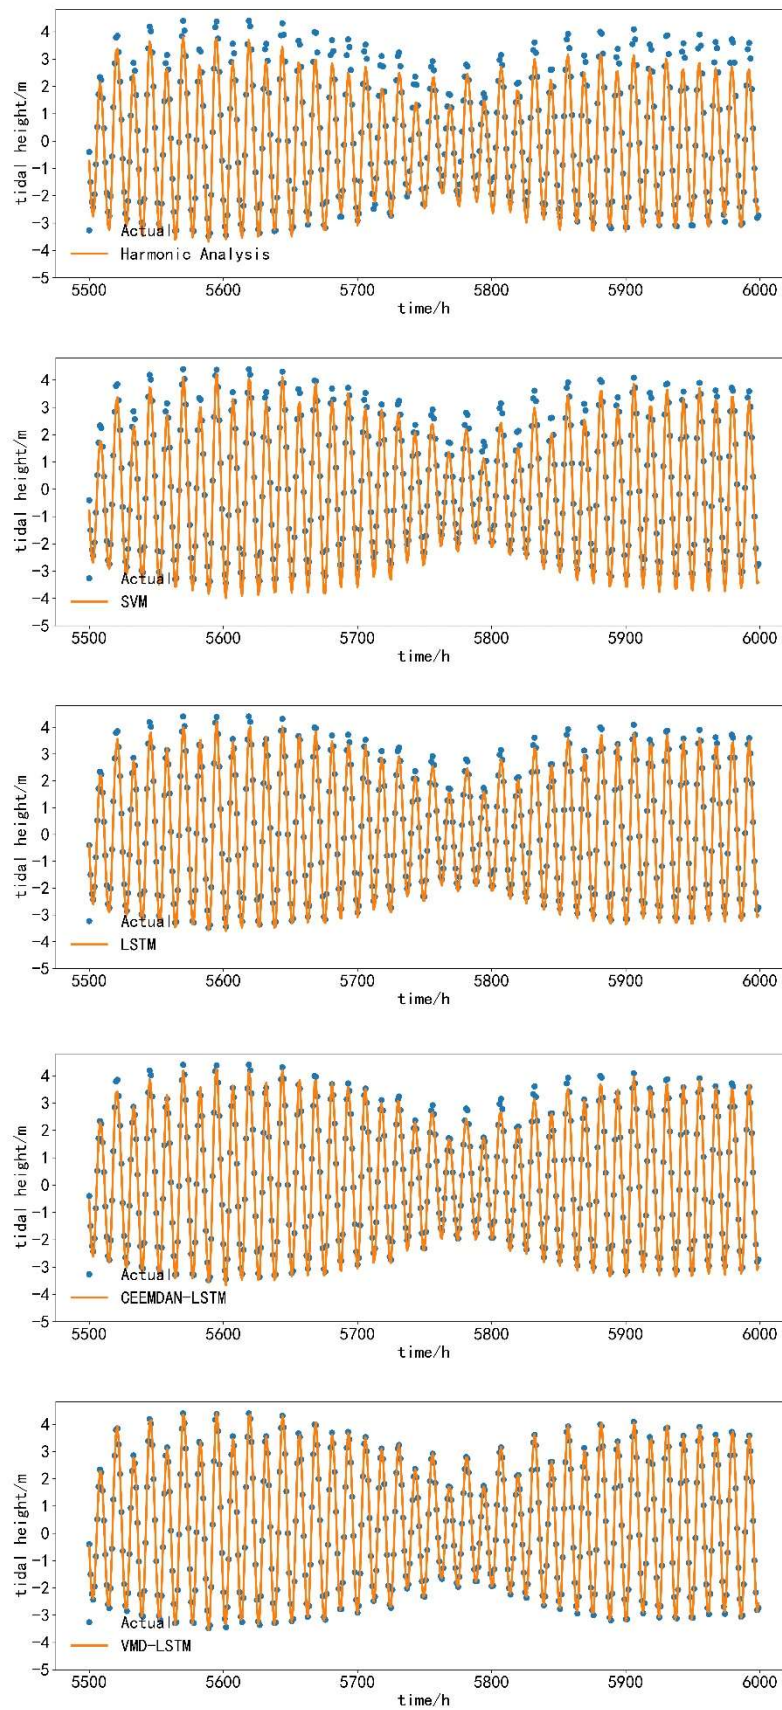 4
3
2
1
0
-1
-2
-3
-4
-5
tidal height/m
Actual
Harmonic Analysis
5500 5600 5700 5800 5900 6000
time/h
4
3
2
1
0
-1
-2
-3
-4
-5
tidal height/m
Actual
SVM
5500 5600 5700 5800 5900 6000
time/h
4
3
2
1
0
-1
-2
-3
-4
-5
tidal height/m
Actual
LSTM
5500 5600 5700 5800 5900 6000
time/h
4
3
2
1
0
-1
-2
-3
-4
-5
tidal height/m
Actual
CEEMDAN-LSTM
5500 5600 5700 5800 5900 6000
time/h
4
3
2
1
0
-1
-2
-3
-4
-5
tidal height/m
Actual
VMD-LSTM
5500 5600 5700 5800 5900 6000
time/h